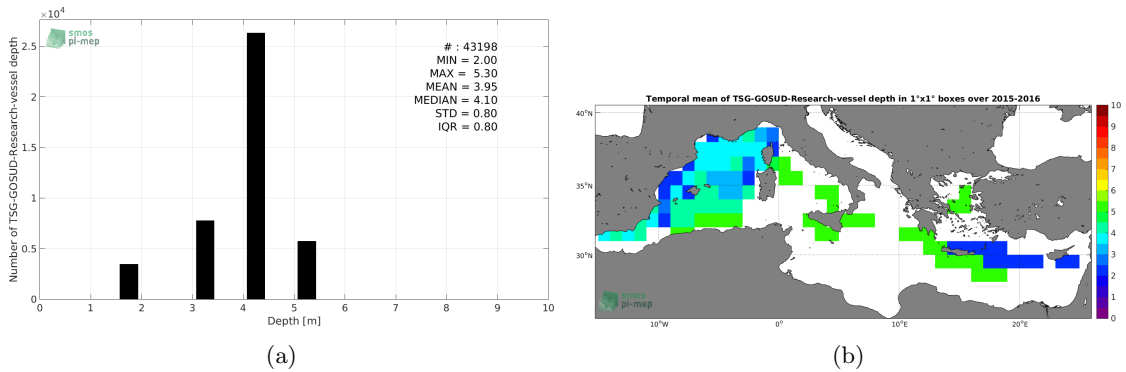 ×10⁴
smos
pi-mep
# : 43198
MIN = 2.00
MAX = 5.30
MEAN = 3.95
MEDIAN = 4.10
STD = 0.80
IQR = 0.80
Number of TSG-GOSUD-Research-vessel depth
2.5
2
1.5
1
0.5
0
0 1 2 3 4 5 6 7 8 9 10
Depth [m]
(a)
Temporal mean of TSG-GOSUD-Research-vessel depth in 1°x1° boxes over 2015-2016
40°N
35°N
30°N
10°W 0° 10°E 20°E
smos
pi-mep
10
9
8
7
6
5
4
3
2
1
0
(b)